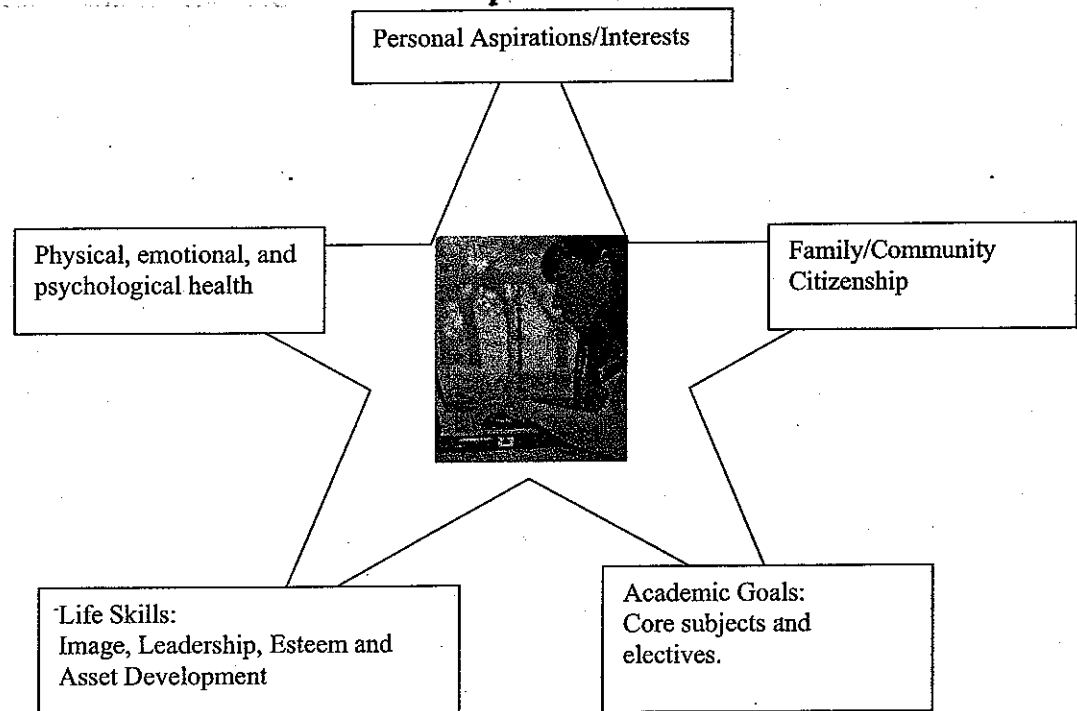 Personal Aspirations/Interests
Physical, emotional, and
psychological health
Family/Community
Citizenship
Life Skills:
Image, Leadership, Esteem and
Asset Development
Academic Goals:
Core subjects and
electives.